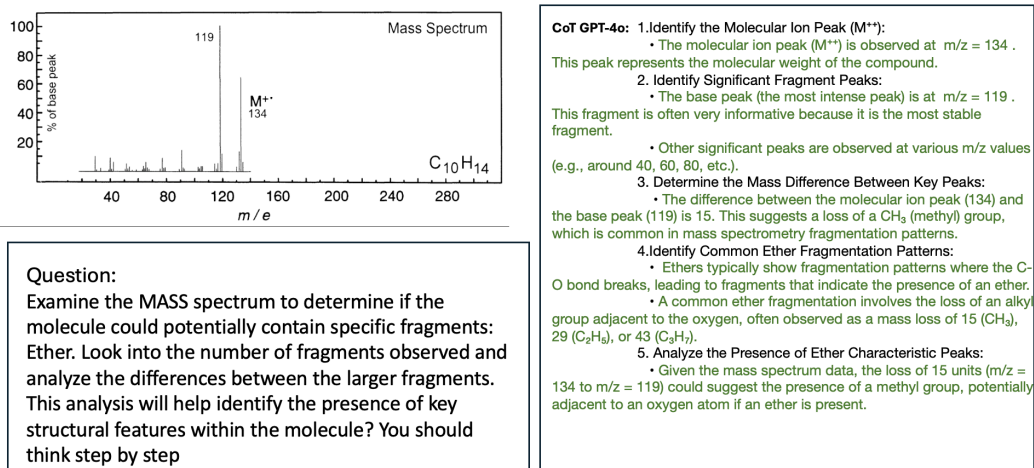 Mass Spectrum
100
80
60
40
20
% of base peak
119
M+·
134
C10H14
40 80 120 160 200 240 280
m / e
Question:
Examine the MASS spectrum to determine if the
molecule could potentially contain specific fragments:
Ether. Look into the number of fragments observed and
analyze the differences between the larger fragments.
This analysis will help identify the presence of key
structural features within the molecule? You should
think step by step
CoT GPT-4o: 1.Identify the Molecular Ion Peak (M⁺⁺):
• The molecular ion peak (M⁺⁺) is observed at m/z = 134 .
This peak represents the molecular weight of the compound.
2. Identify Significant Fragment Peaks:
• The base peak (the most intense peak) is at m/z = 119 .
This fragment is often very informative because it is the most stable
fragment.
• Other significant peaks are observed at various m/z values
(e.g., around 40, 60, 80, etc.).
3. Determine the Mass Difference Between Key Peaks:
• The difference between the molecular ion peak (134) and
the base peak (119) is 15. This suggests a loss of a CH₃ (methyl) group,
which is common in mass spectrometry fragmentation patterns.
4.Identify Common Ether Fragmentation Patterns:
• Ethers typically show fragmentation patterns where the C-
O bond breaks, leading to fragments that indicate the presence of an ether.
• A common ether fragmentation involves the loss of an alkyl
group adjacent to the oxygen, often observed as a mass loss of 15 (CH₃),
29 (C₂H₅), or 43 (C₃H₇).
5. Analyze the Presence of Ether Characteristic Peaks:
• Given the mass spectrum data, the loss of 15 units (m/z =
134 to m/z = 119) could suggest the presence of a methyl group, potentially
adjacent to an oxygen atom if an ether is present.